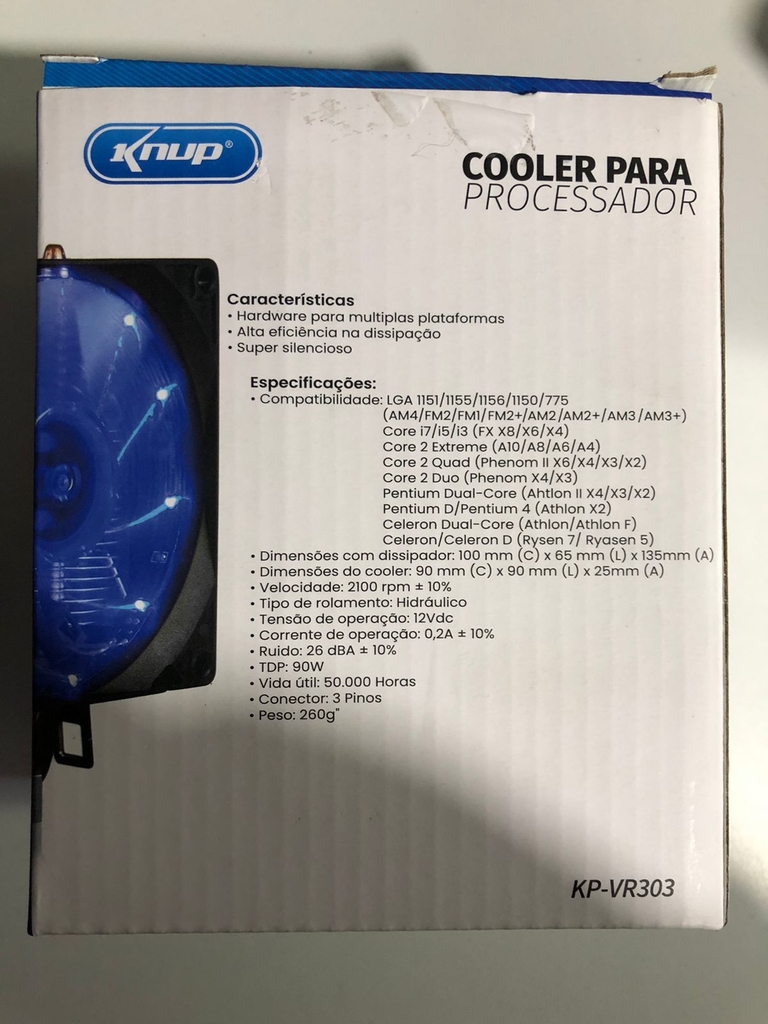 Knup®
COOLER PARA
PROCESSADOR
Características
• Hardware para multiplas plataformas
• Alta eficiência na dissipação
• Super silencioso
Especificações:
• Compatibilidade: LGA 1151/1155/1156/1150/775
(AM4/FM2/FM1/FM2+/AM2/AM2+/AM3/AM3+)
Core i7/i5/i3 (FX X8/X6/X4)
Core 2 Extreme (A10/A8/A6/A4)
Core 2 Quad (Phenom II X6/X4/X3/X2)
Core 2 Duo (Phenom X4/X3)
Pentium Dual-Core (Ahtlon II X4/X3/X2)
Pentium D/Pentium 4 (Athlon X2)
Celeron Dual-Core (Athlon/Athlon F)
Celeron/Celeron D (Rysen 7/ Ryasen 5)
• Dimensões com dissipador: 100 mm (C) x 65 mm (L) x 135mm (A)
• Dimensões do cooler: 90 mm (C) x 90 mm (L) x 25mm (A)
• Velocidade: 2100 rpm ± 10%
• Tipo de rolamento: Hidráulico
• Tensão de operação: 12Vdc
• Corrente de operação: 0,2A ± 10%
• Ruido: 26 dBA ± 10%
• TDP: 90W
• Vida útil: 50.000 Horas
• Conector: 3 Pinos
• Peso: 260g"
KP-VR303